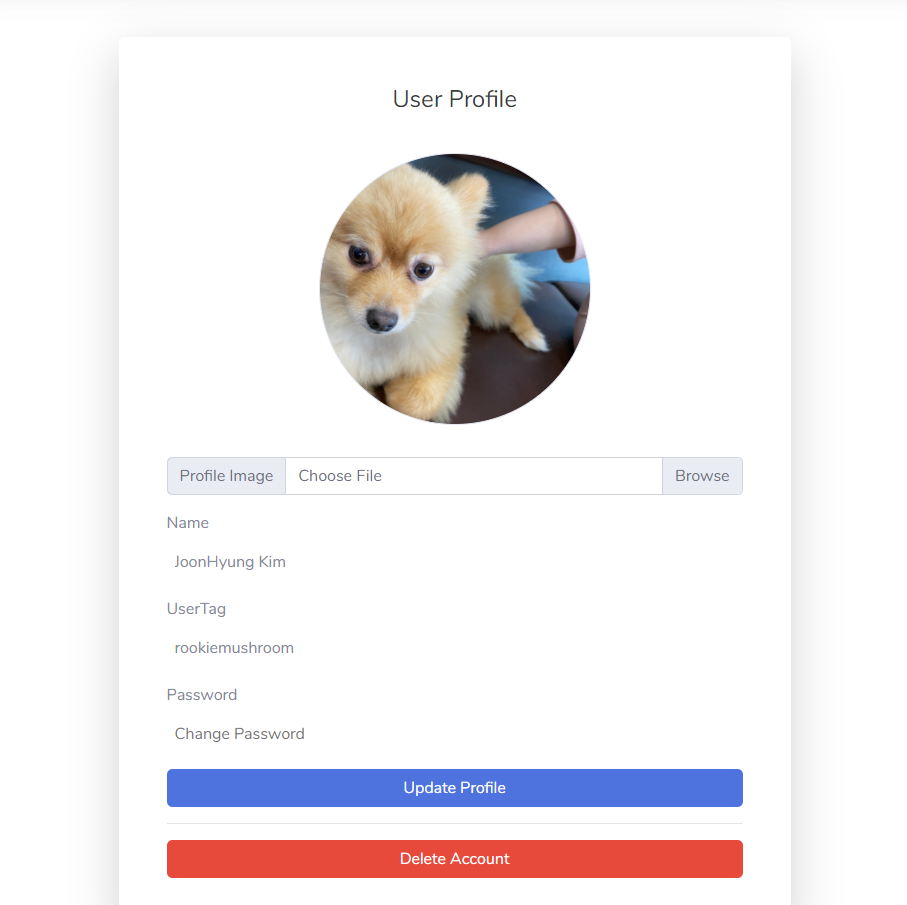 User Profile
Profile Image Choose File Browse
Name
JoonHyung Kim
UserTag
rookiemushroom
Password
Change Password
Update Profile
Delete Account